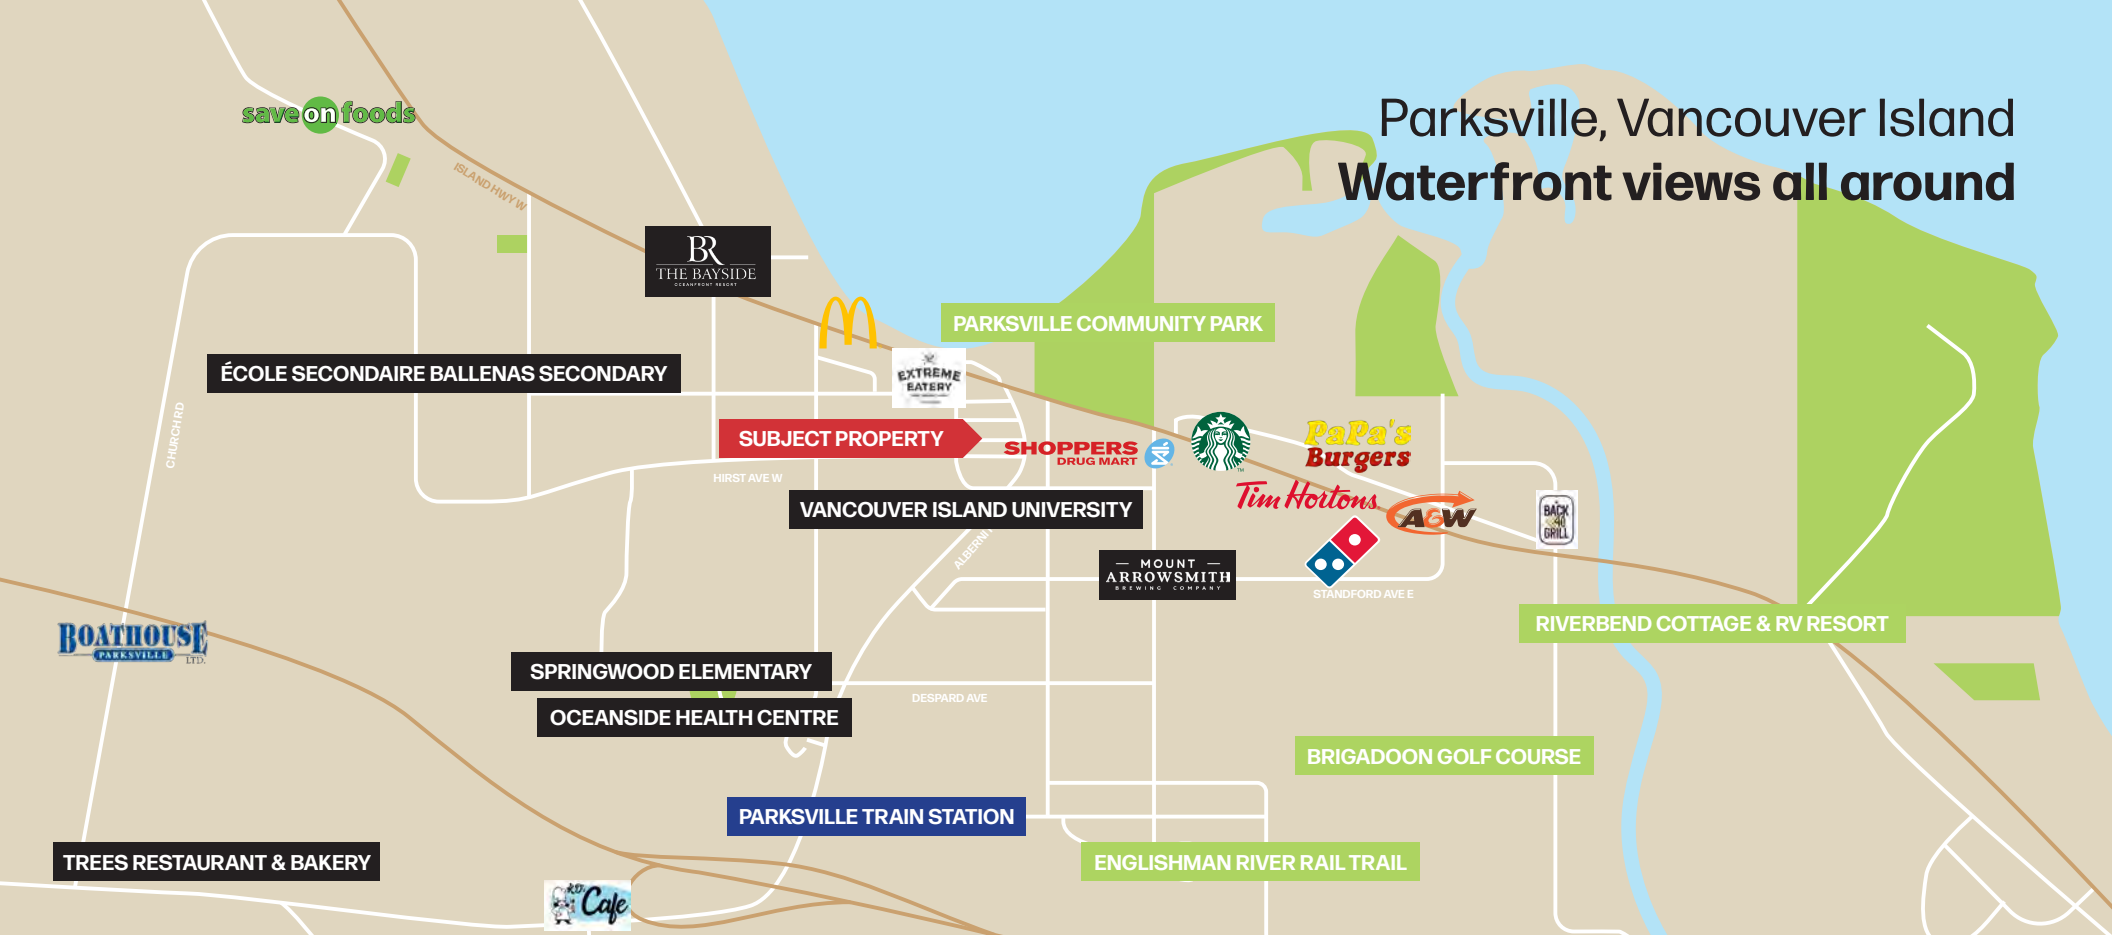 Parksville, Vancouver Island
Waterfront views all around
save on foods
ISLAND HWY W
BR
THE BAYSIDE
OCEANFRONT RESORT
PARKSVILLE COMMUNITY PARK
ÉCOLE SECONDAIRE BALLENAS SECONDARY
EXTREME
EATERY
CHURCH RD
SUBJECT PROPERTY
SHOPPERS
DRUG MART
TM
PaPa's
Burgers
HIRST AVE W
VANCOUVER ISLAND UNIVERSITY
Tim Hortons
A&W
BACK
40
GRILL
ALBERNI
MOUNT
ARROWSMITH
BREWING COMPANY
STANDFORD AVE E
BOATHOUSE
PARKSVILLE
LTD.
RIVERBEND COTTAGE & RV RESORT
SPRINGWOOD ELEMENTARY
DESPARD AVE
OCEANSIDE HEALTH CENTRE
BRIGADOON GOLF COURSE
PARKSVILLE TRAIN STATION
TREES RESTAURANT & BAKERY
ENGLISHMAN RIVER RAIL TRAIL
Cafe